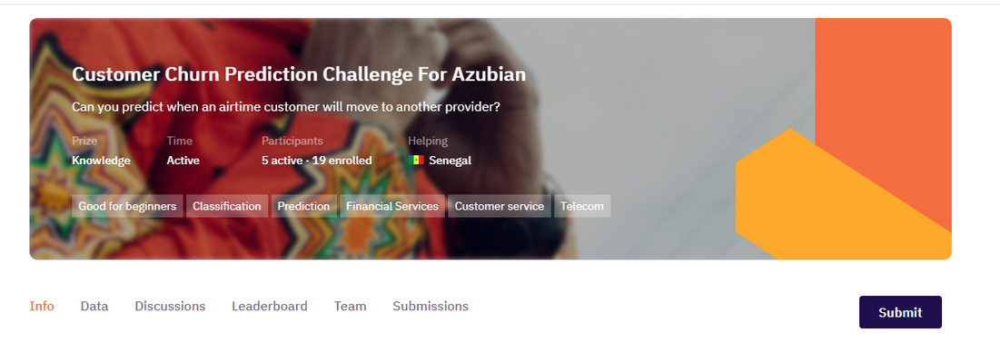 Customer Churn Prediction Challenge For Azubian
Can you predict when an airtime customer will move to another provider?
Prize Time Participants Helping
Knowledge Active 5 active · 19 enrolled Senegal
Good for beginners Classification Prediction Financial Services Customer service Telecom
Info Data Discussions Leaderboard Team Submissions Submit